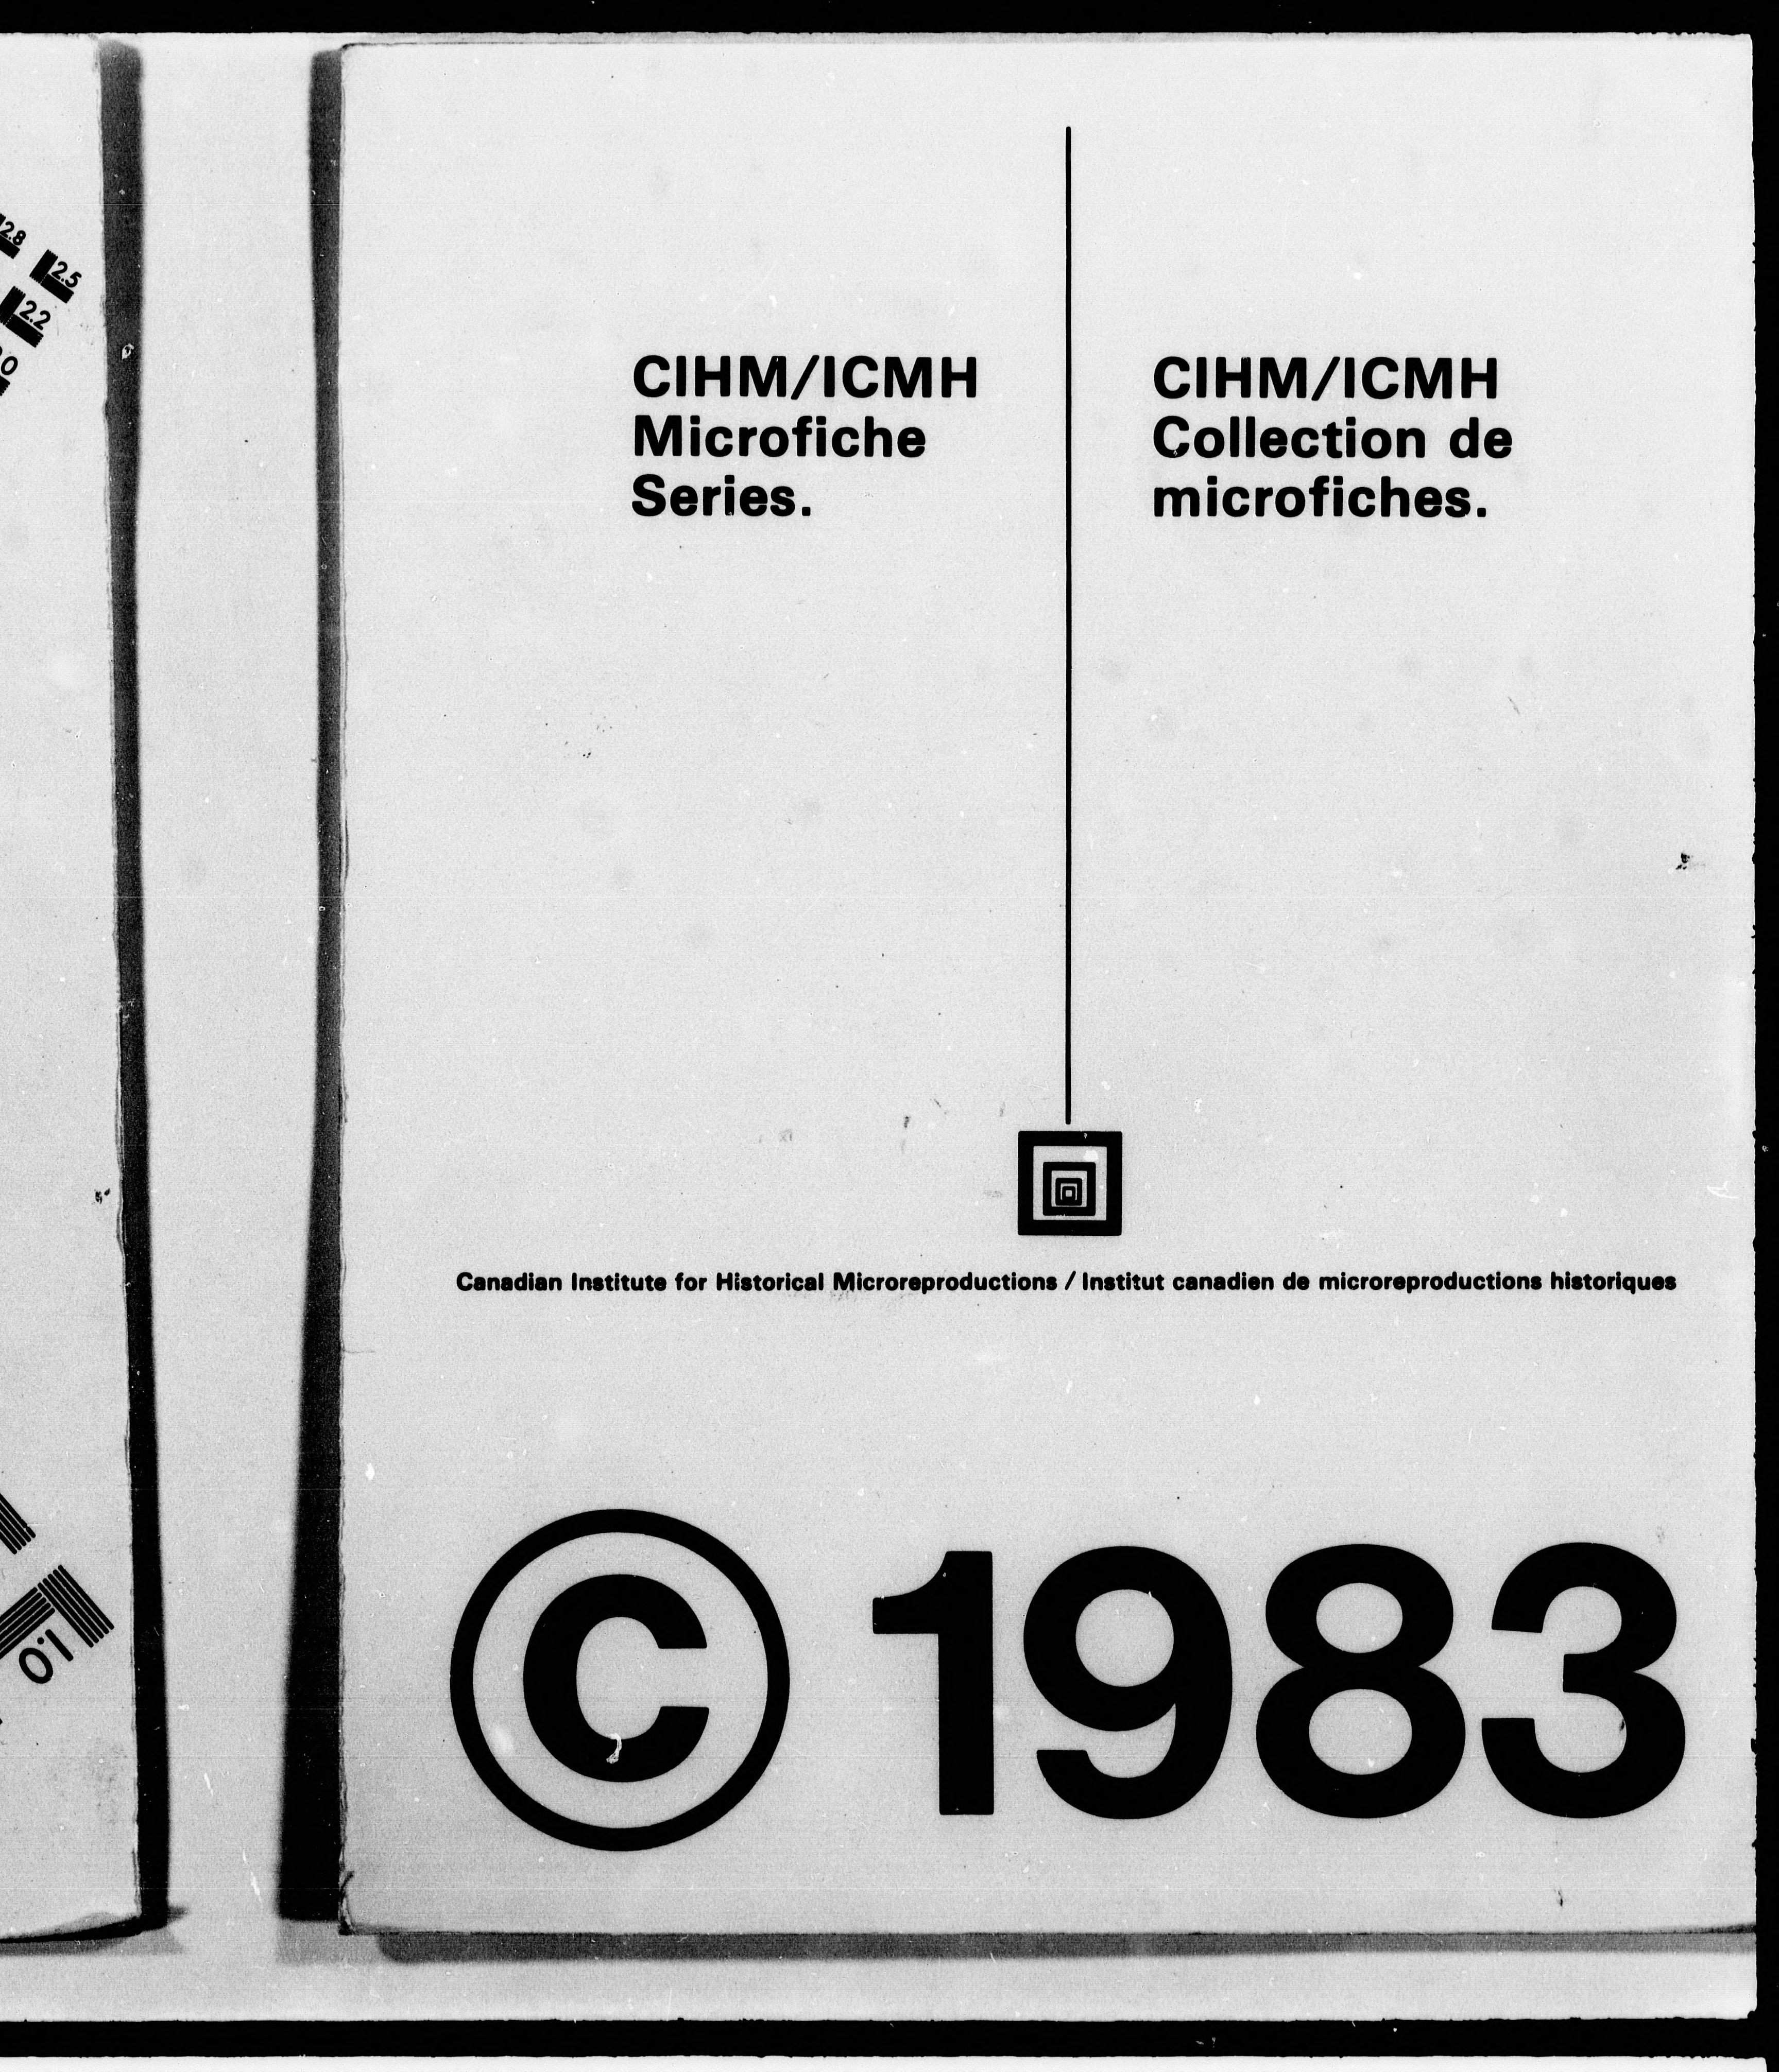 2.8
2.5
2.2
1.0
CIHM/ICMH
Microfiche
Series.
CIHM/ICMH
Collection de
microfiches.
Canadian Institute for Historical Microreproductions / Institut canadien de microreproductions historiques
© 1983